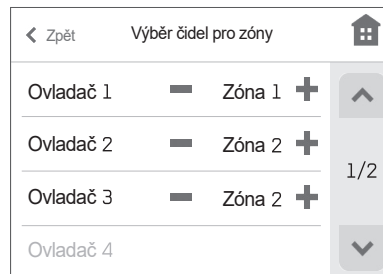 Zpět Výběr čidel pro zóny
Ovladač 1 Zóna 1
Ovladač 2 Zóna 2
1/2
Ovladač 3 Zóna 2
Ovladač 4